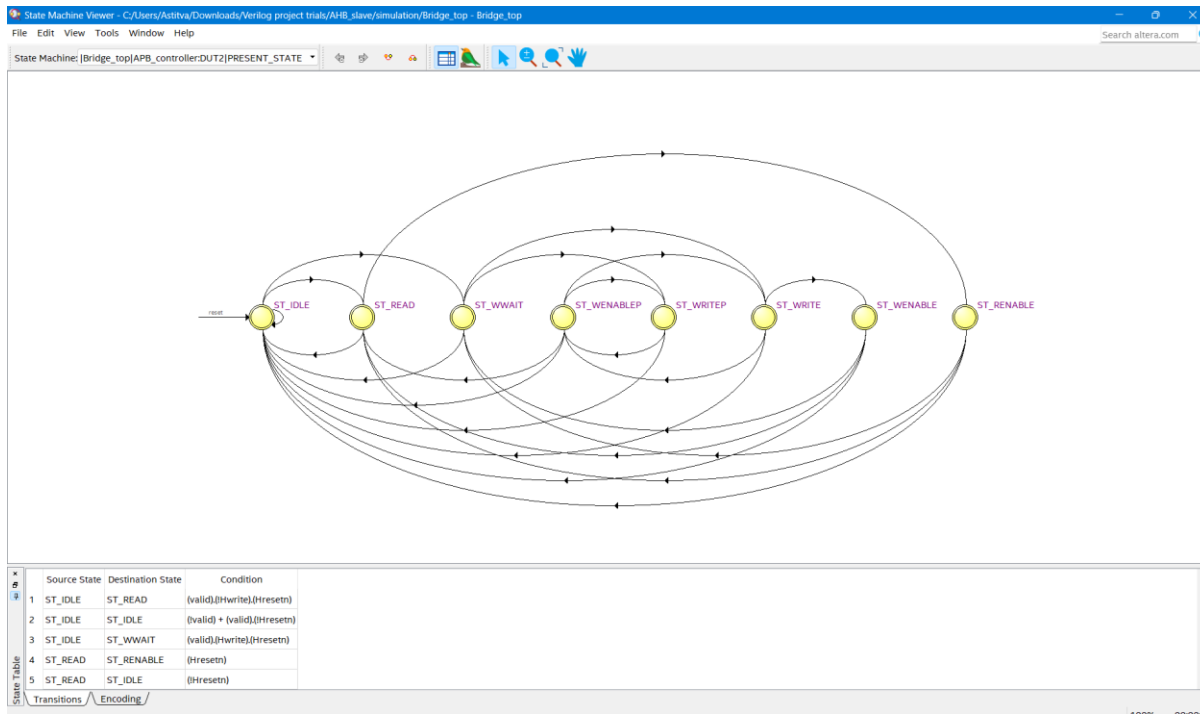 State Machine Viewer - C:/Users/Astitva/Downloads/Verilog project trials/AHB_slave/simulation/Bridge_top - Bridge_top
File Edit View Tools Window Help
Search altera.com
State Machine: |Bridge_top|APB_controller:DUT2|PRESENT_STATE
reset
ST_IDLE ST_READ ST_WWAIT ST_WENABLEP ST_WRITEP ST_WRITE ST_WENABLE ST_RENABLE
Source State Destination State Condition
1 ST_IDLE ST_READ (valid).(!Hwrite).(Hresetn)
2 ST_IDLE ST_IDLE (!valid) + (valid).(!Hresetn)
3 ST_IDLE ST_WWAIT (valid).(Hwrite).(Hresetn)
4 ST_READ ST_RENABLE (Hresetn)
5 ST_READ ST_IDLE (!Hresetn)
State Table
Transitions Encoding